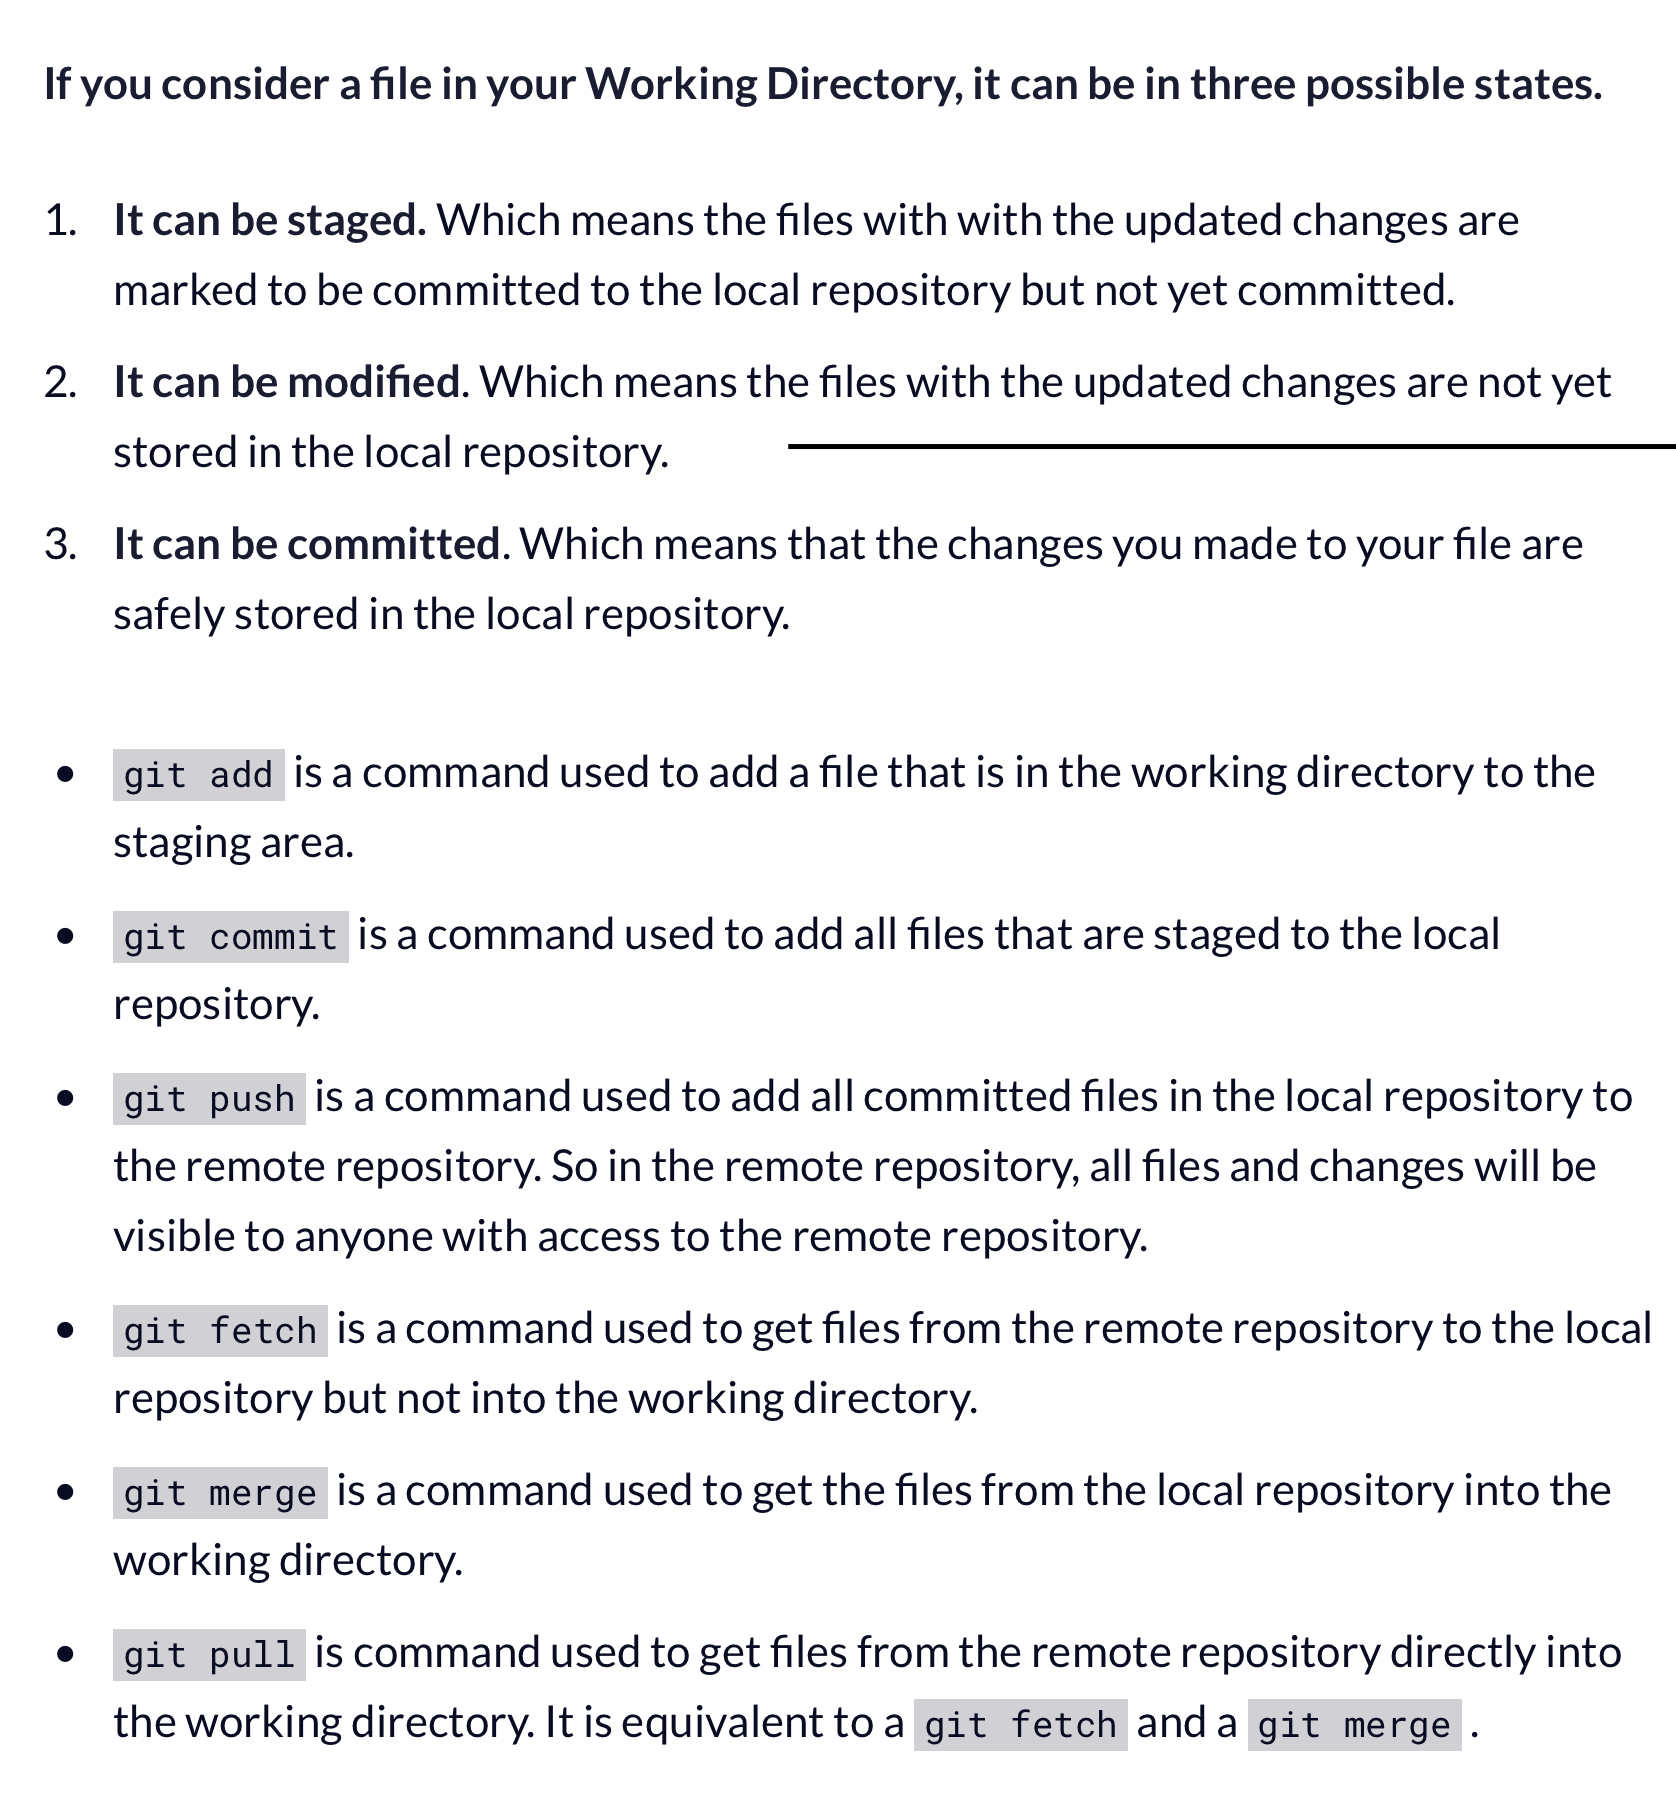 If you consider a file in your Working Directory, it can be in three possible states.
1. It can be staged. Which means the files with with the updated changes are
marked to be committed to the local repository but not yet committed.
2. It can be modified. Which means the files with the updated changes are not yet
stored in the local repository.
3. It can be committed. Which means that the changes you made to your file are
safely stored in the local repository.
• git add is a command used to add a file that is in the working directory to the
staging area.
• git commit is a command used to add all files that are staged to the local
repository.
• git push is a command used to add all committed files in the local repository to
the remote repository. So in the remote repository, all files and changes will be
visible to anyone with access to the remote repository.
• git fetch is a command used to get files from the remote repository to the local
repository but not into the working directory.
• git merge is a command used to get the files from the local repository into the
working directory.
• git pull is command used to get files from the remote repository directly into
the working directory. It is equivalent to a git fetch and a git merge .